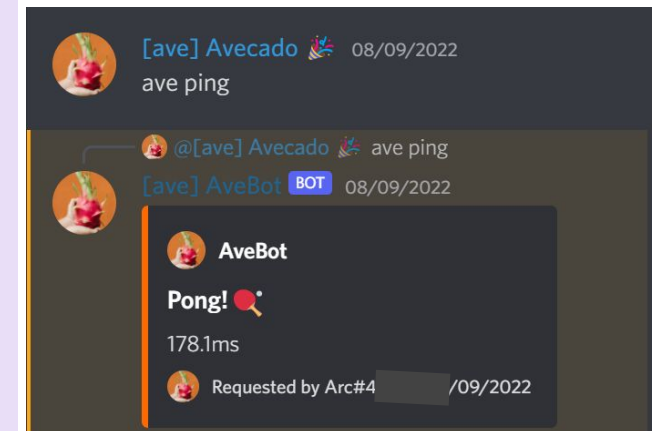 [ave] Avecado 🎉 08/09/2022
ave ping
@[ave] Avecado 🎉 ave ping
[ave] AveBot BOT 08/09/2022
AveBot
Pong! 🏓
178.1ms
Requested by Arc#4 /09/2022